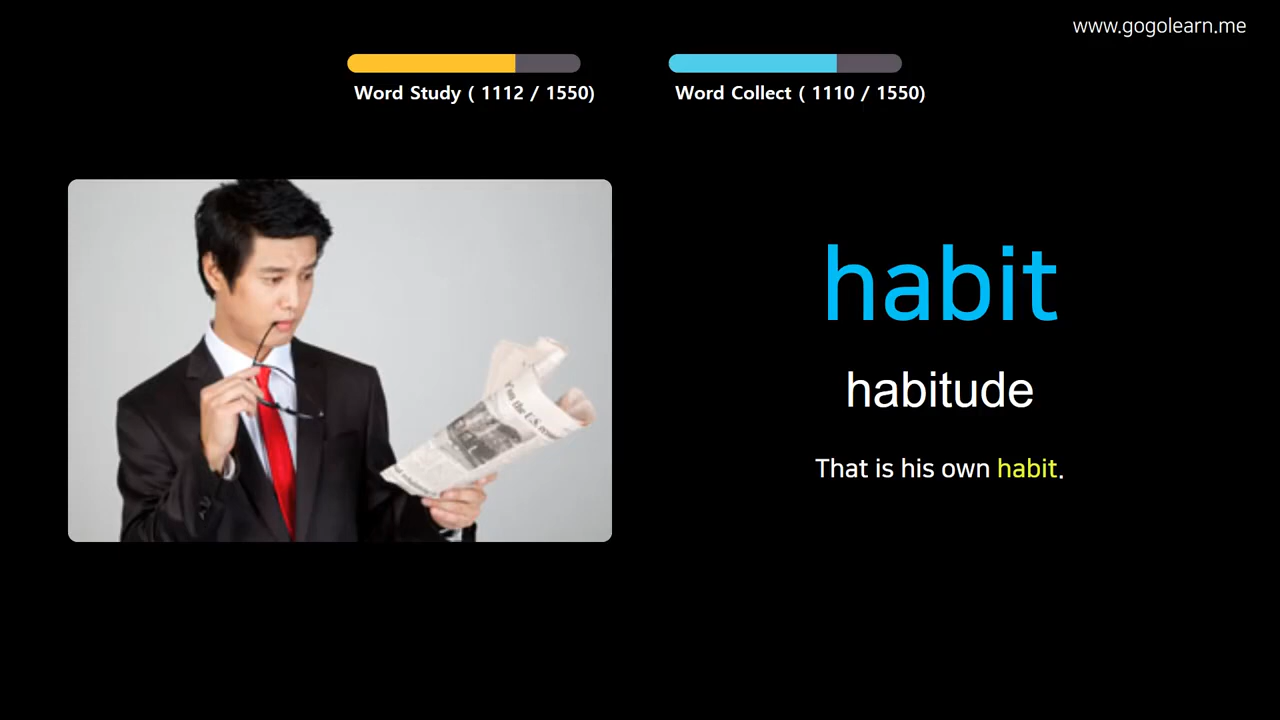 www.gogolearn.me
Word Study ( 1112 / 1550)
Word Collect ( 1110 / 1550)
habit
habitude
That is his own habit.